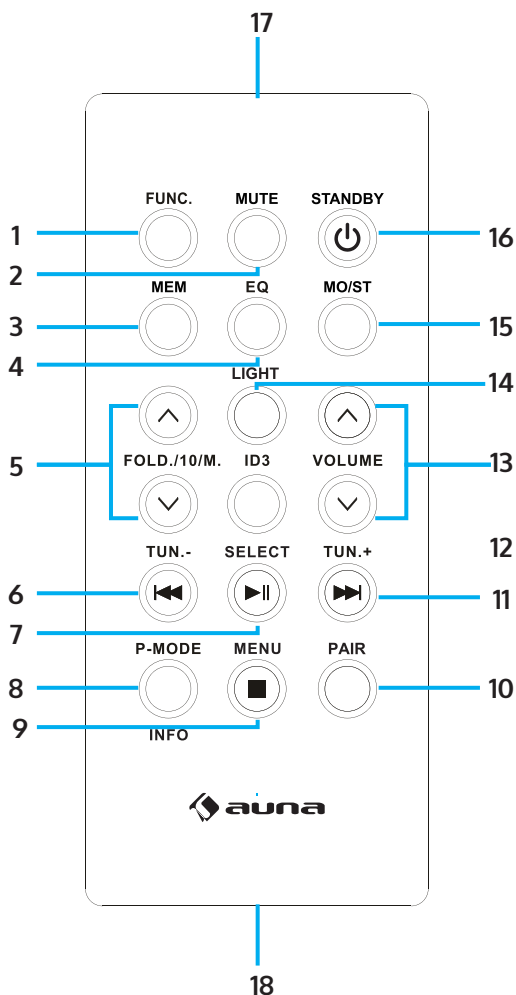 17
FUNC. MUTE STANDBY
1 16
2
MEM EQ MO/ST
3 15
4
LIGHT
14
5 FOLD./10/M. ID3 VOLUME 13
TUN.- SELECT TUN.+ 12
6 11
7
P-MODE MENU PAIR
8 10
9
INFO
auna
18